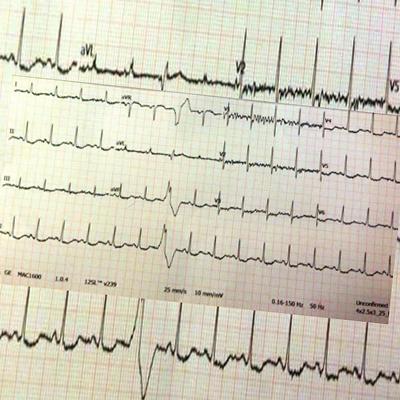 aVL V2 V5
I aVR V1 V4
II aVL V2 V5
III aVF V3 V6
GE MAC1600 1.0.4 12SL™ v239 25 mm/s 10 mm/mV 0.16-150 Hz 50 Hz Unconfirmed
4x2.5x3_25_